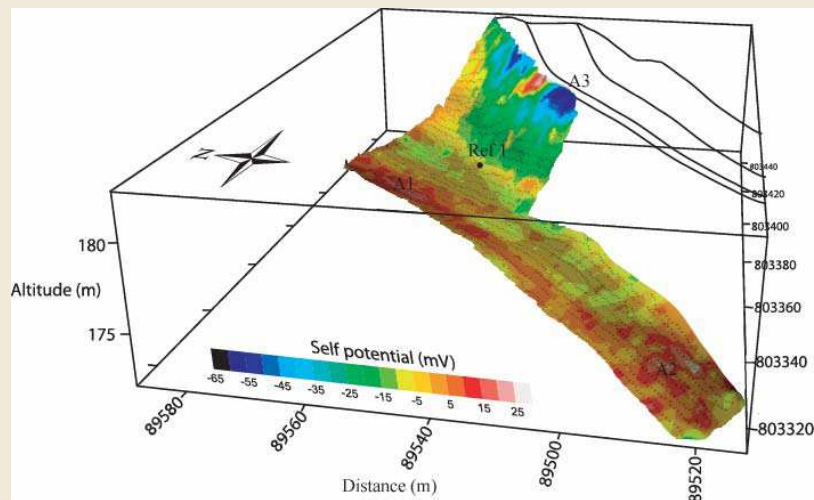 A3
803440
803420
803400
803380
803360
803340
803320
N
Ref 1
A1
A2
180
Altitude (m)
175
Self potential (mV)
-65 -55 -45 -35 -25 -15 -5 5 15 25
89580
89560
89540
89500
89520
Distance (m)